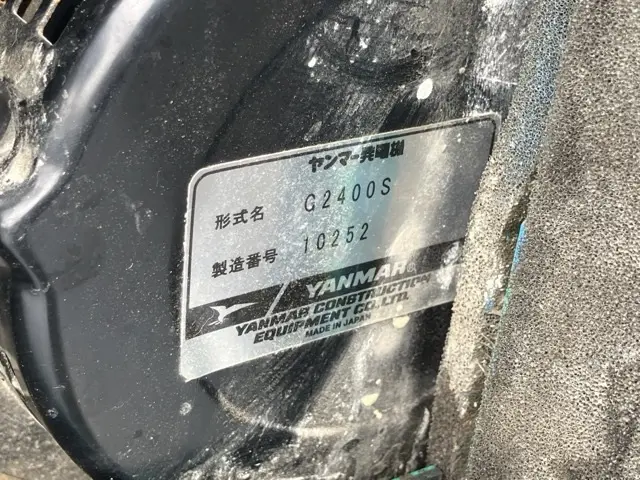 ヤンマー発電機
形式名 G2400S
製造番号 10252
YANMAR
YANMAR CONSTRUCTION
EQUIPMENT CO.,LTD.
MADE IN JAPAN